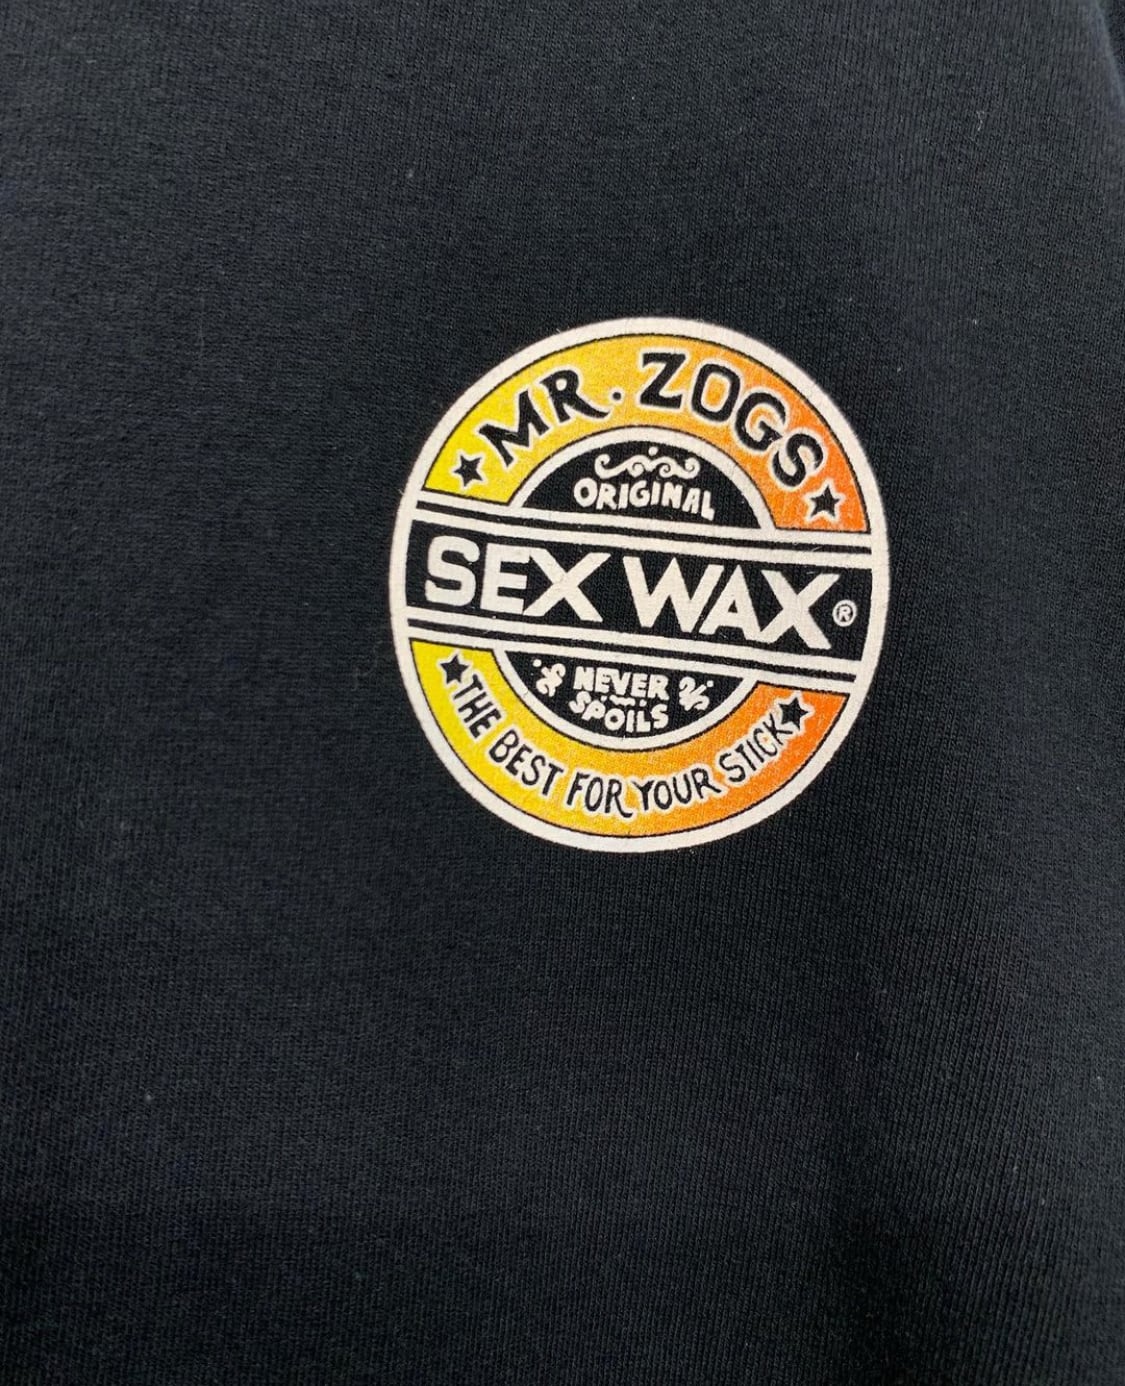 MR. ZOGS
ORIGINAL
SEX WAX®
NEVER
SPOILS
THE BEST FOR YOUR STICK